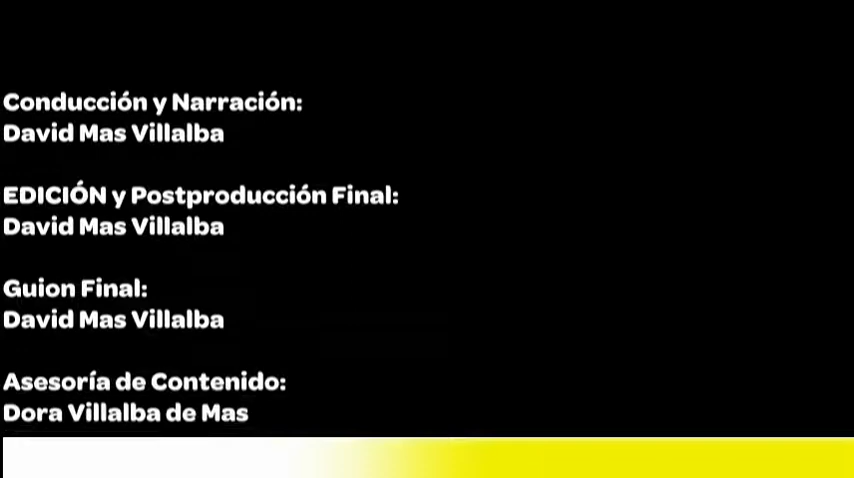 Conducción y Narración:
David Mas Villalba
EDICIÓN y Postproducción Final:
David Mas Villalba
Guion Final:
David Mas Villalba
Asesoría de Contenido:
Dora Villalba de Mas